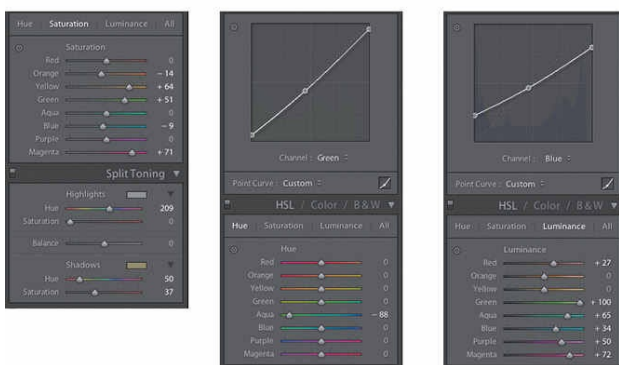 Hue Saturation Luminance All
Saturation
Red 0
Orange − 14
Yellow + 64
Green + 51
Aqua 0
Blue − 9
Purple 0
Magenta + 71
Split Toning
Highlights
Hue 209
Saturation 0
Balance 0
Shadows
Hue 50
Saturation 37
Channel : Green
Point Curve : Custom
HSL / Color / B & W
Hue Saturation Luminance All
Hue
Red 0
Orange 0
Yellow 0
Green 0
Aqua − 88
Blue 0
Purple 0
Magenta 0
Channel : Blue
Point Curve : Custom
HSL / Color / B & W
Hue Saturation Luminance All
Luminance
Red + 27
Orange 0
Yellow 0
Green + 100
Aqua + 65
Blue + 34
Purple + 50
Magenta + 72